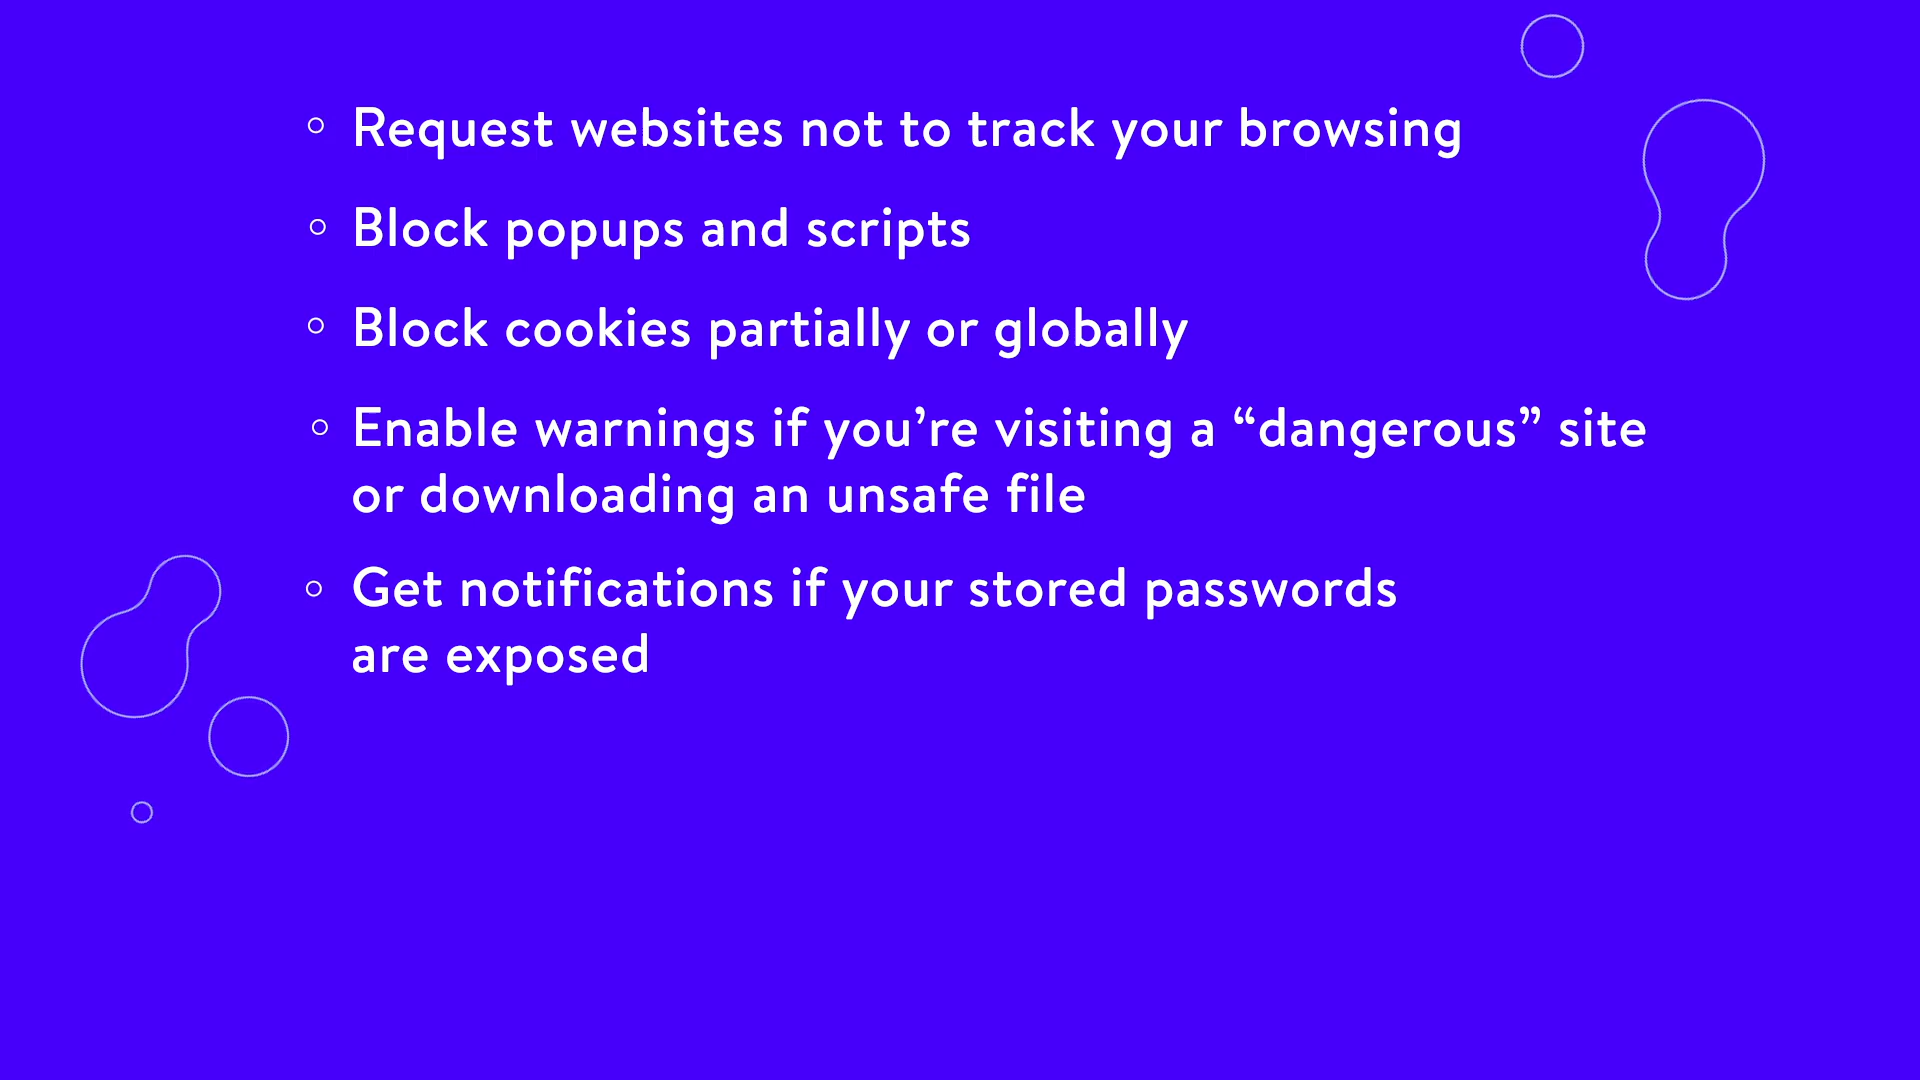 Request websites not to track your browsing
Block popups and scripts
Block cookies partially or globally
Enable warnings if you’re visiting a “dangerous” site
or downloading an unsafe file
Get notifications if your stored passwords
are exposed